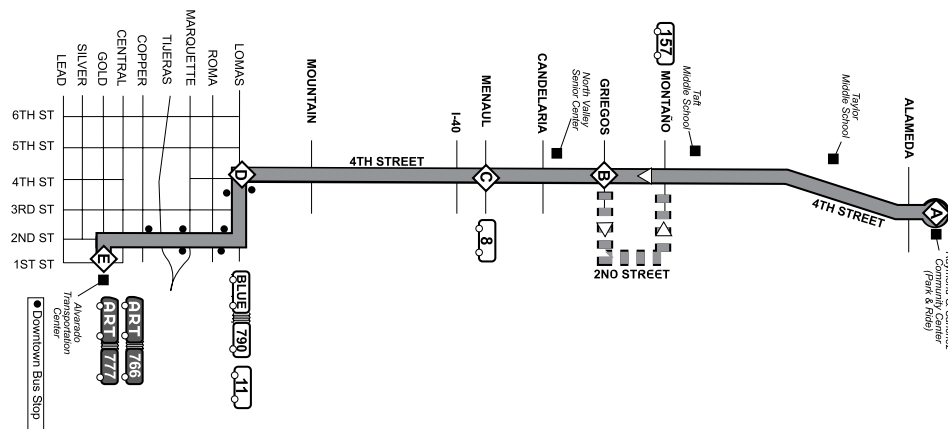 LEAD
SILVER
GOLD
CENTRAL
COPPER
TIJERAS
MARQUETTE
ROMA
LOMAS
MOUNTAIN
I-40
MENAUL
CANDELARIA
North Valley
Senior Center
GRIEGOS
157
MONTAÑO
Taft
Middle School
Taylor
Middle School
ALAMEDA
6TH ST
5TH ST
4TH ST
3RD ST
2ND ST
1ST ST
4TH STREET
4TH STREET
A
B
C
D
E
2NO STREET
8
Community Center
(Park & Ride)
Alvarado
Transportation
Center
ART 777
ART 766
BLUE 790
11
Downtown Bus Stop